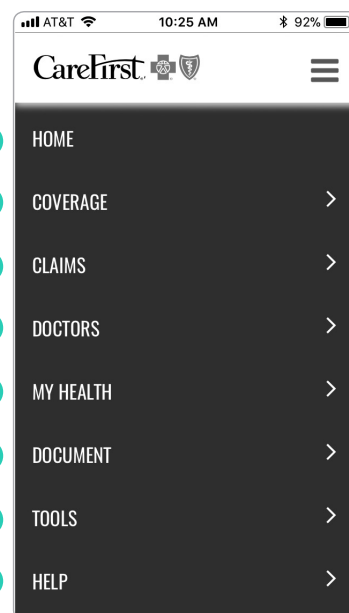 AT&T 10:25 AM 92%
CareFirst.
HOME
COVERAGE
CLAIMS
DOCTORS
MY HEALTH
DOCUMENT
TOOLS
HELP